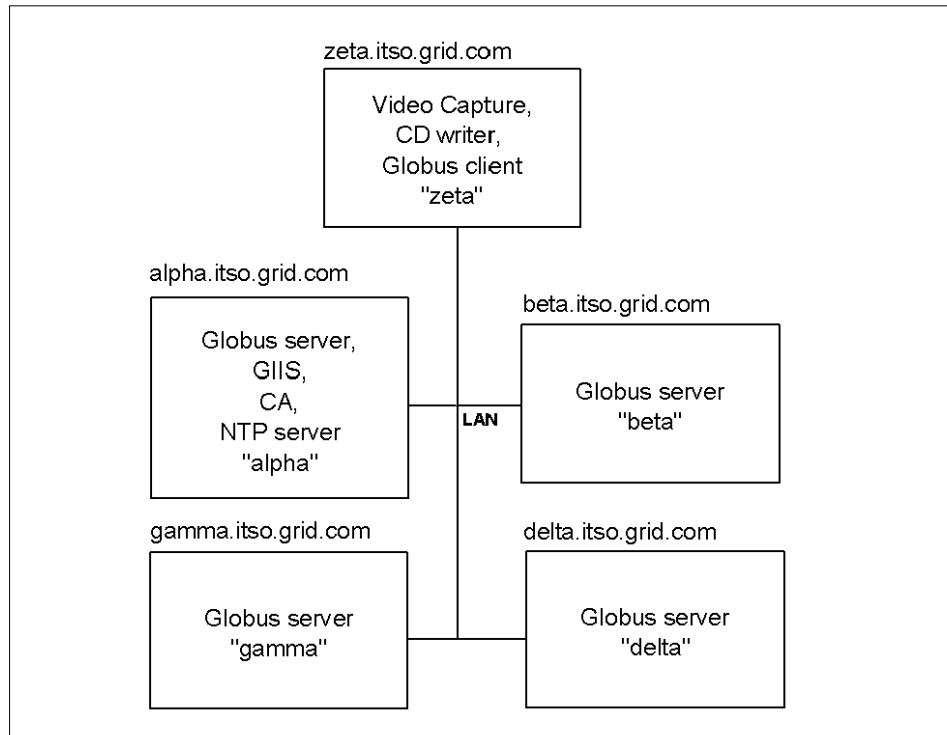 zeta.itso.grid.com
Video Capture,
CD writer,
Globus client
"zeta"
alpha.itso.grid.com
Globus server,
GIIS,
CA,
NTP server
"alpha"
beta.itso.grid.com
Globus server
"beta"
LAN
gamma.itso.grid.com
Globus server
"gamma"
delta.itso.grid.com
Globus server
"delta"